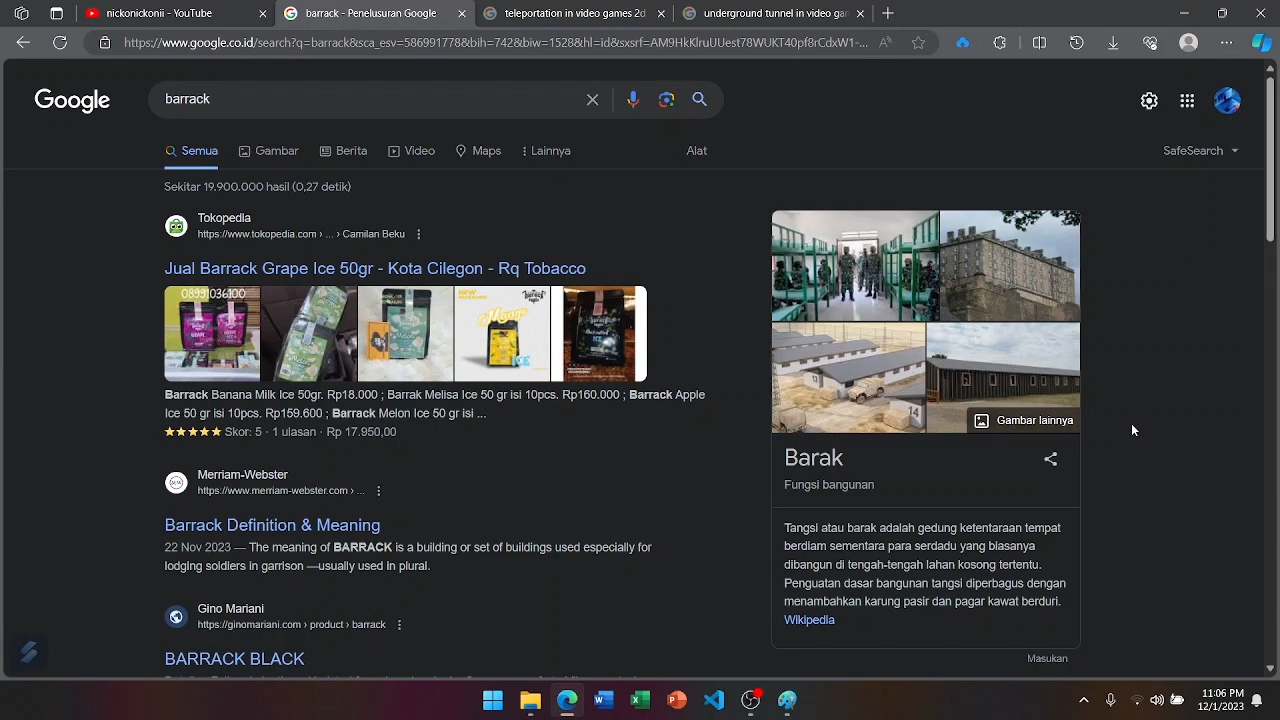 nickonickonii - YouTube
barrack - Penelusuran Google
teleportation in video games 2d
underground tunnel in video gam
https://www.google.co.id/search?q=barrack&sca_esv=586991778&bih=742&biw=1528&hl=id&sxsrf=AM9HkKlruUUest78WUKT40pf8rCdxW1-...
Google
barrack
Semua
Gambar
Berita
Video
Maps
Lainnya
Alat
SafeSearch
Sekitar 19.900.000 hasil (0,27 detik)
Tokopedia
https://www.tokopedia.com › ... › Camilan Beku
Jual Barrack Grape Ice 50gr - Kota Cilegon - Rq Tobacco
08991036100
Barrack Banana Milk Ice 50gr. Rp18.000 ; Barrak Melisa Ice 50 gr isi 10pcs. Rp160.000 ; Barrack Apple
Ice 50 gr isi 10pcs. Rp159.600 ; Barrack Melon Ice 50 gr isi ...
Skor: 5 · 1 ulasan · Rp 17.950,00
Merriam-Webster
https://www.merriam-webster.com › ...
Barrack Definition & Meaning
22 Nov 2023 — The meaning of BARRACK is a building or set of buildings used especially for
lodging soldiers in garrison —usually used in plural.
Gino Mariani
https://ginomariani.com › product › barrack
BARRACK BLACK
14
Gambar lainnya
Barak
Fungsi bangunan
Tangsi atau barak adalah gedung ketentaraan tempat
berdiam sementara para serdadu yang biasanya
dibangun di tengah-tengah lahan kosong tertentu.
Penguatan dasar bangunan tangsi diperbagus dengan
menambahkan karung pasir dan pagar kawat berduri.
Wikipedia
Masukan
11:06 PM
12/1/2023